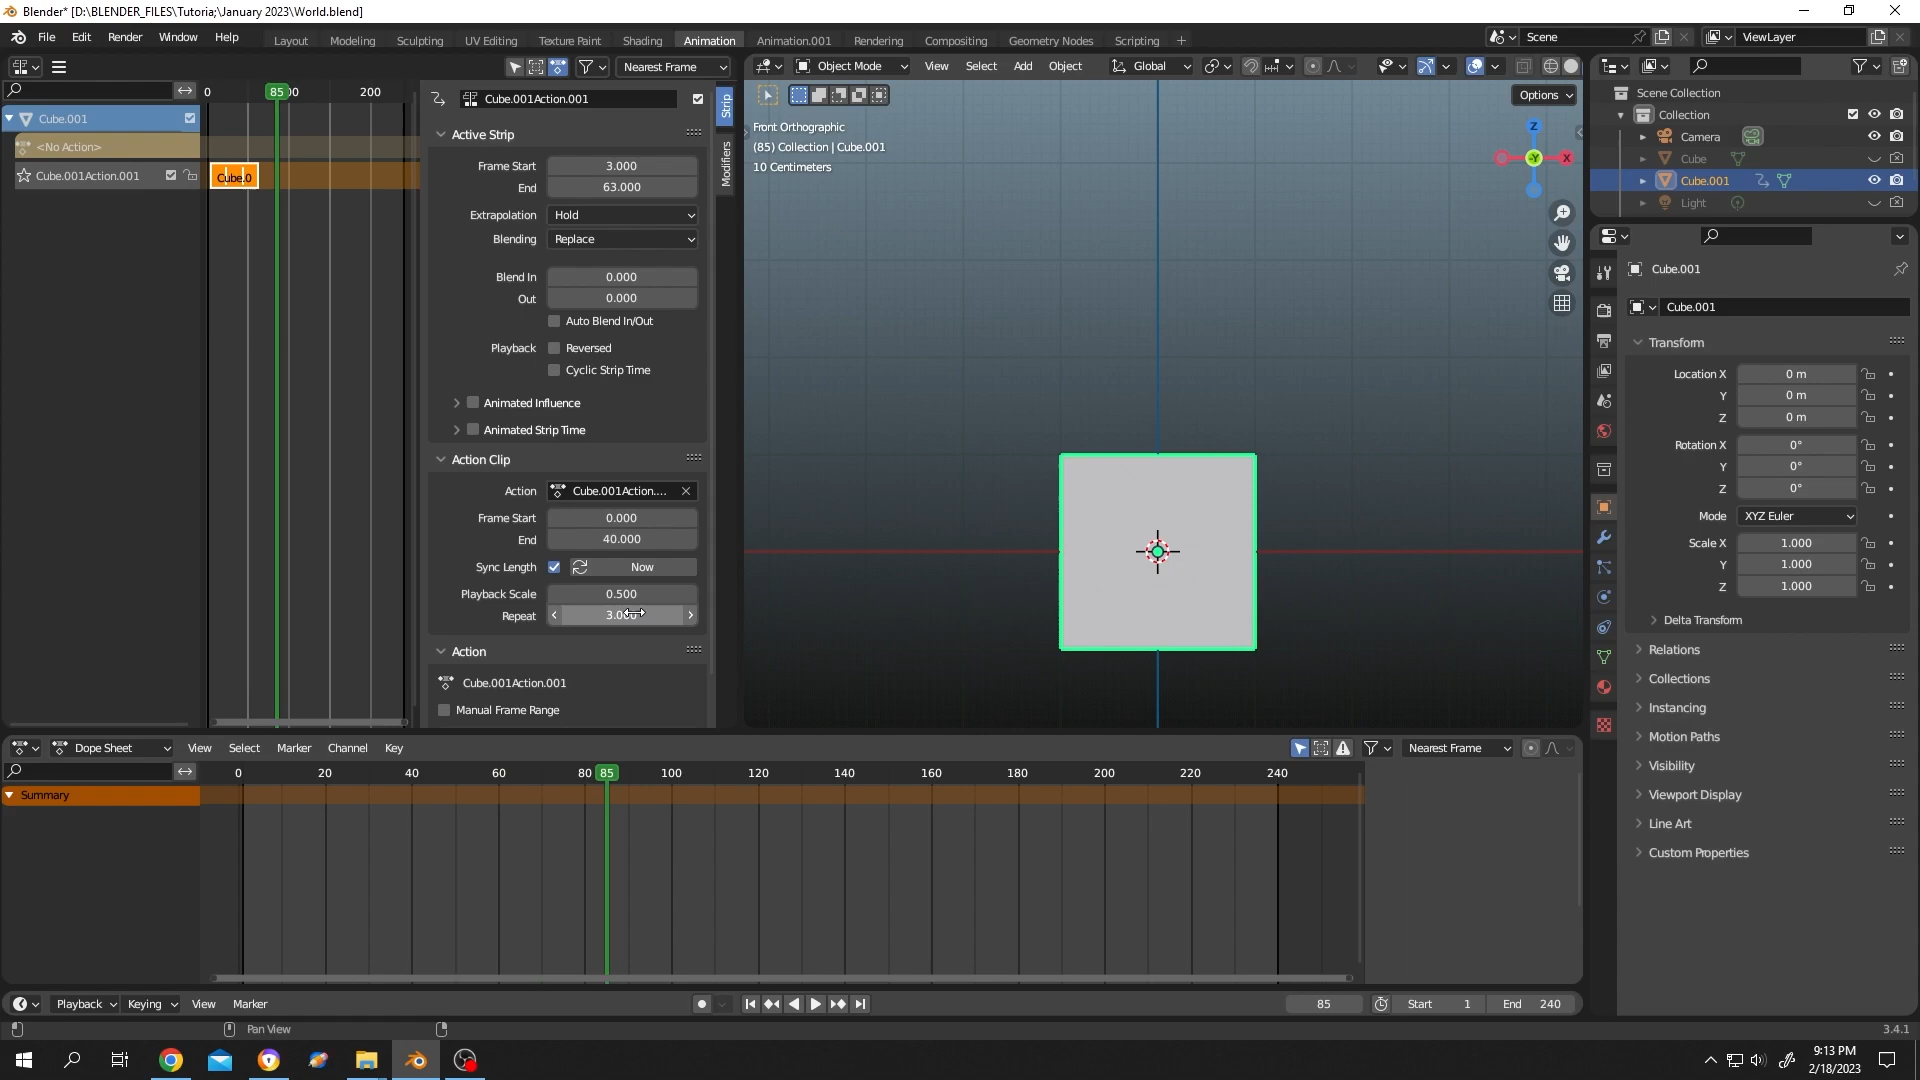 Blender* [D:\BLENDER_FILES\Tutoria;\January 2023\World.blend]
File Edit Render Window Help Layout Modeling Sculpting UV Editing Texture Paint Shading Animation Animation.001 Rendering Compositing Geometry Nodes Scripting + Scene ViewLayer
Nearest Frame
Object Mode View Select Add Object Global
0 85 200
Cube.001
<No Action>
Cube.001Action.001
Cube.0
Cube.001Action.001
Active Strip
Frame Start 3.000
End 63.000
Extrapolation Hold
Blending Replace
Blend In 0.000
Out 0.000
Auto Blend In/Out
Playback Reversed
Cyclic Strip Time
Animated Influence
Animated Strip Time
Action Clip
Action Cube.001Action....
Frame Start 0.000
End 40.000
Sync Length Now
Playback Scale 0.500
Repeat
Action
Cube.001Action.001
Manual Frame Range
Strip
Modifiers
Options
Front Orthographic
(85) Collection | Cube.001
10 Centimeters
Z
-Y X
Scene Collection
Collection
Camera
Cube
Cube.001
Light
Cube.001
Cube.001
Transform
Location X 0 m
Y 0 m
Z 0 m
Rotation X 0°
Y 0°
Z 0°
Mode XYZ Euler
Scale X 1.000
Y 1.000
Z 1.000
Delta Transform
Relations
Collections
Instancing
Motion Paths
Visibility
Viewport Display
Line Art
Custom Properties
Dope Sheet View Select Marker Channel Key Nearest Frame
0 20 40 60 80 85 100 120 140 160 180 200 220 240
Summary
Playback Keying View Marker 85 Start 1 End 240
Pan View 3.4.1
9:13 PM
2/18/2023